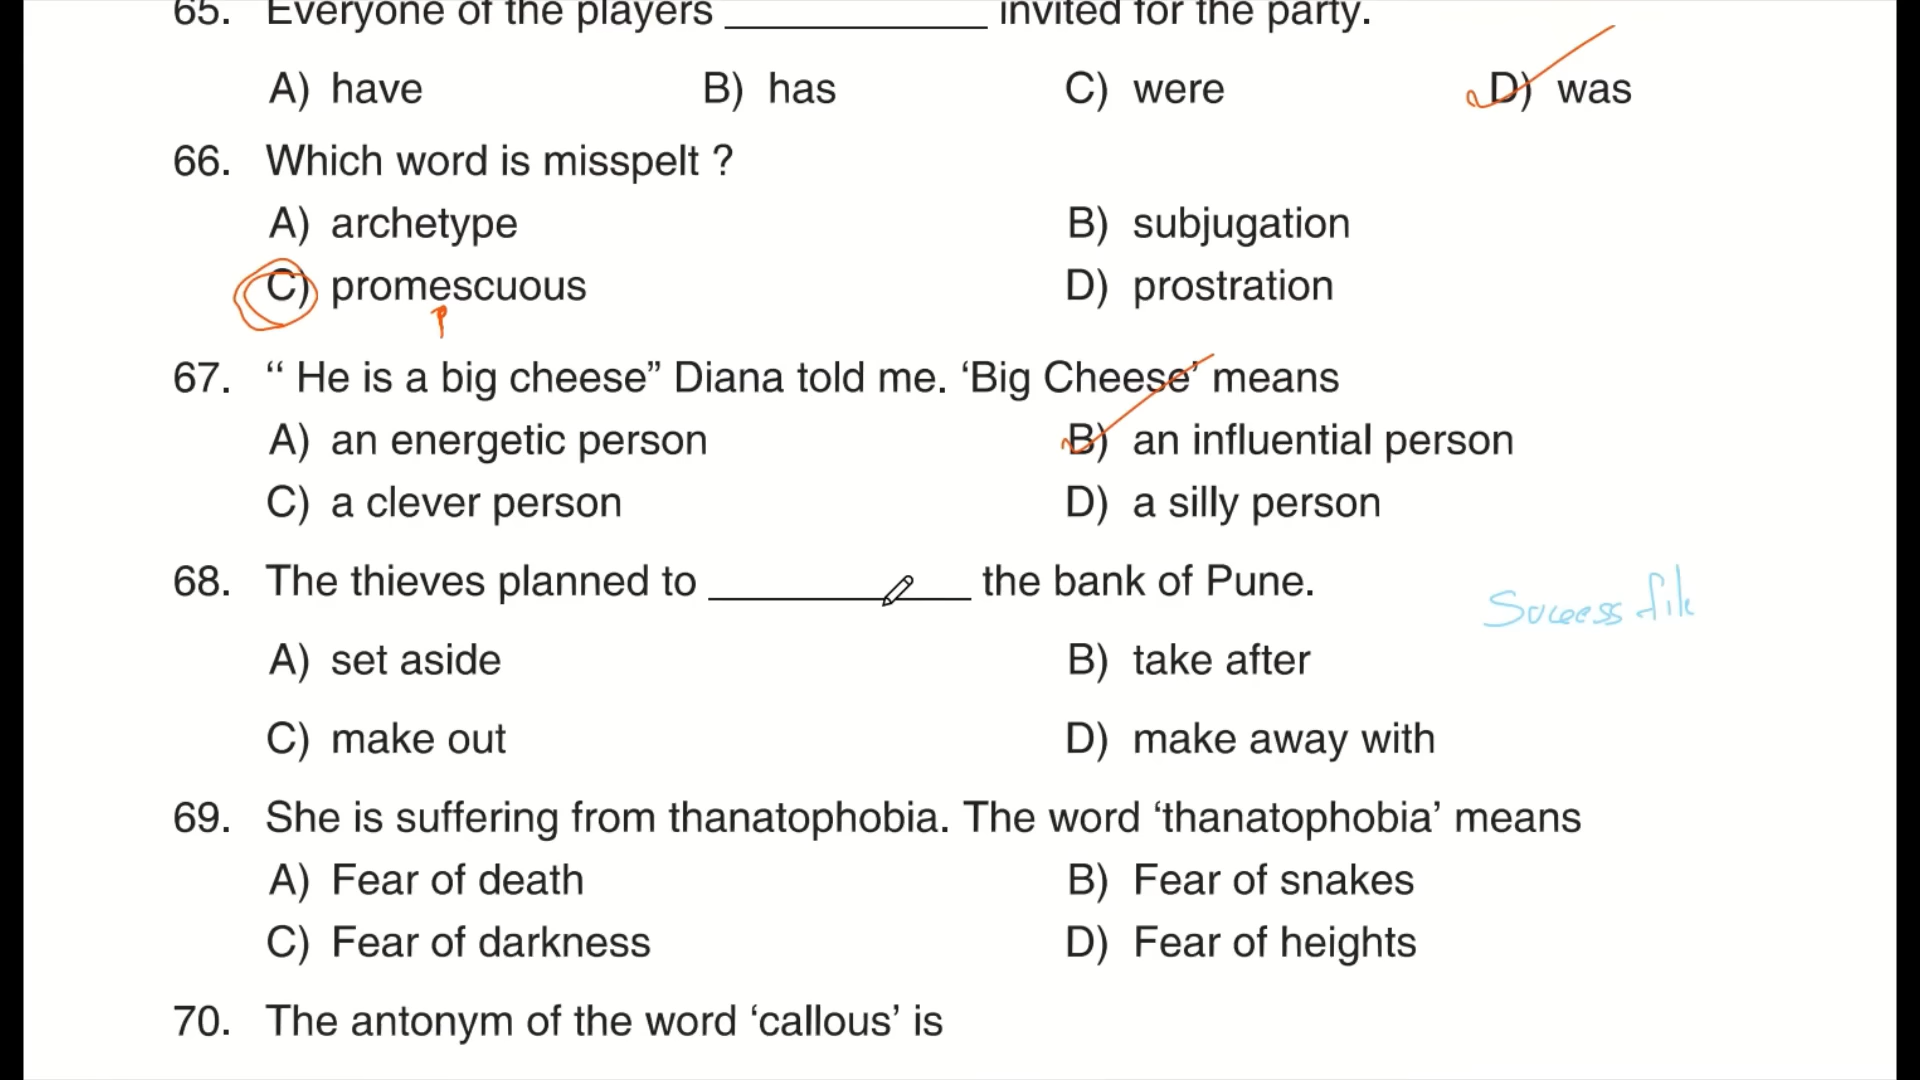 65. Everyone of the players ____________ invited for the party.
A) have B) has C) were D) was
66. Which word is misspelt ?
A) archetype B) subjugation
C) promescuous D) prostration
67. “ He is a big cheese” Diana told me. ‘Big Cheese’ means
A) an energetic person B) an influential person
C) a clever person D) a silly person
68. The thieves planned to ____________ the bank of Pune.
Success file
A) set aside B) take after
C) make out D) make away with
69. She is suffering from thanatophobia. The word ‘thanatophobia’ means
A) Fear of death B) Fear of snakes
C) Fear of darkness D) Fear of heights
70. The antonym of the word ‘callous’ is